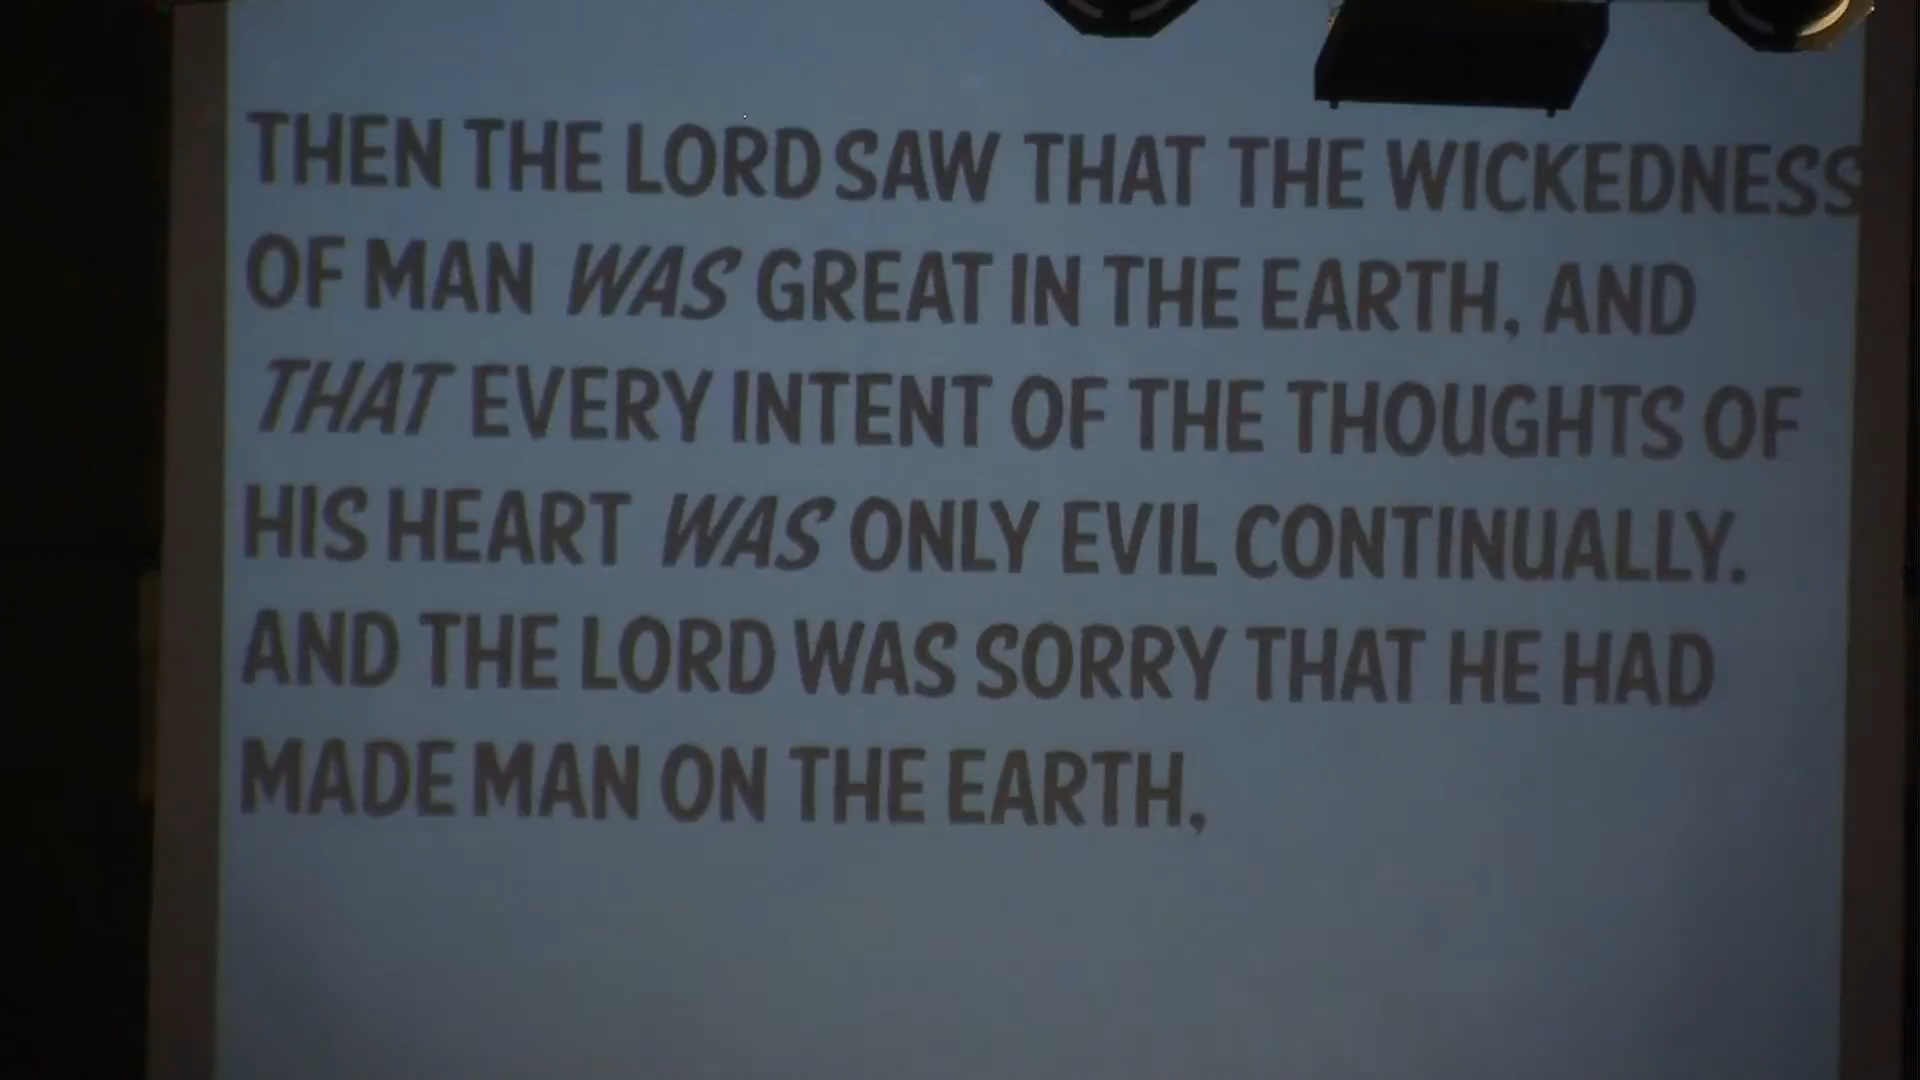 THEN THE LORD SAW THAT THE WICKEDNESS
OF MAN WAS GREAT IN THE EARTH, AND
THAT EVERY INTENT OF THE THOUGHTS OF
HIS HEART WAS ONLY EVIL CONTINUALLY.
AND THE LORD WAS SORRY THAT HE HAD
MADE MAN ON THE EARTH,